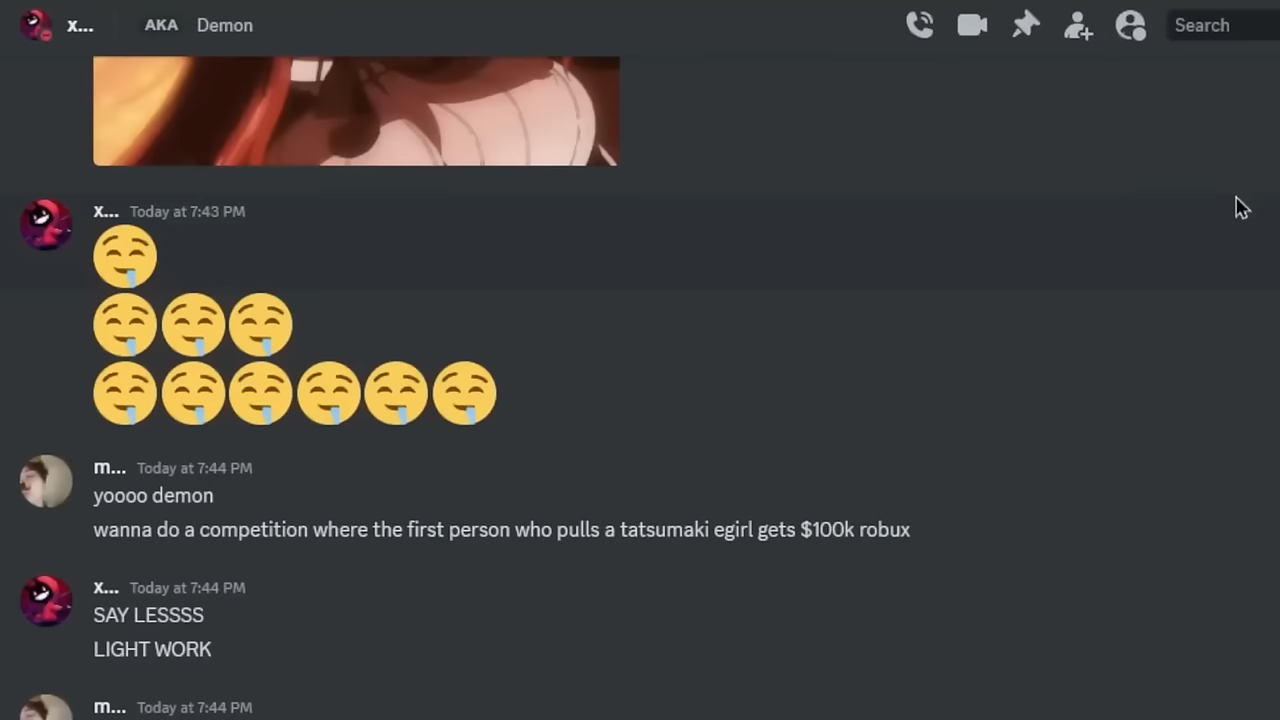 x... AKA Demon Search
x... Today at 7:43 PM
m... Today at 7:44 PM
yoooo demon
wanna do a competition where the first person who pulls a tatsumaki egirl gets $100k robux
x... Today at 7:44 PM
SAY LESSSS
LIGHT WORK
m... Today at 7:44 PM